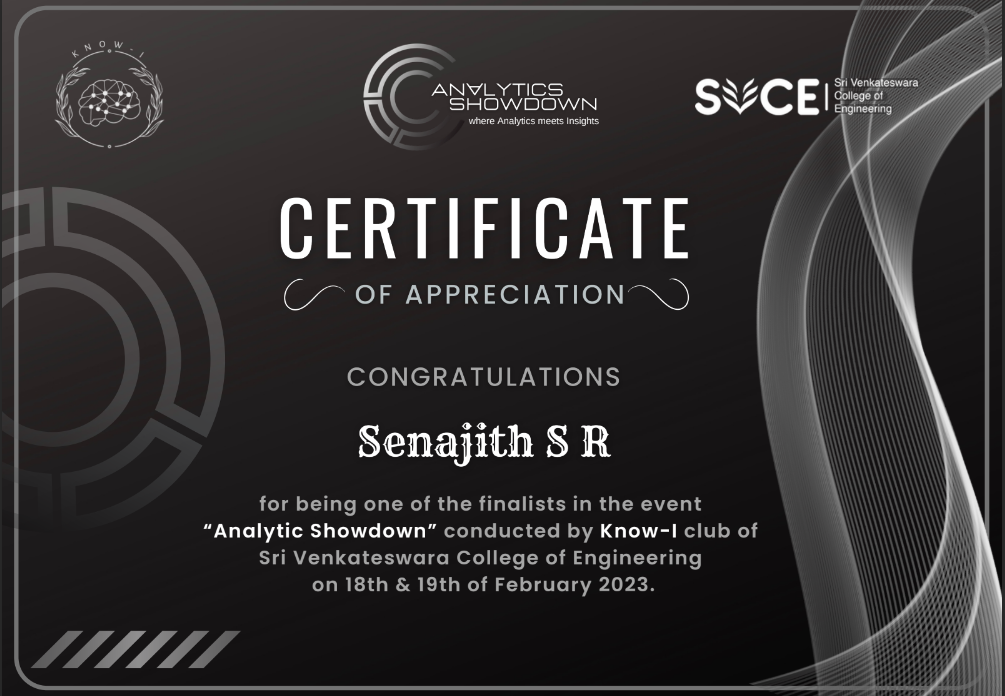 KNOW-I
ANALYTICS
SHOWDOWN
where Analytics meets Insights
SVCE
Sri Venkateswara
College of
Engineering
CERTIFICATE
OF APPRECIATION
CONGRATULATIONS
Senajith S R
for being one of the finalists in the event
“Analytic Showdown” conducted by Know-I club of
Sri Venkateswara College of Engineering
on 18th & 19th of February 2023.